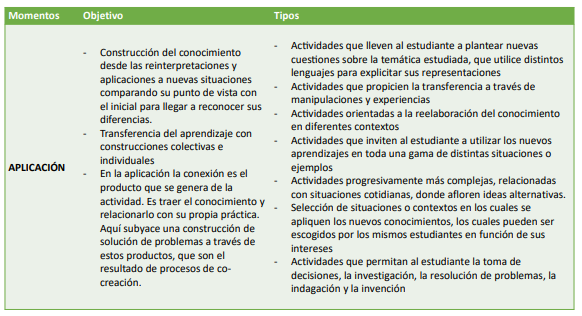 Momentos Objetivo Tipos
APLICACIÓN
- Construcción del conocimiento
desde las reinterpretaciones y
aplicaciones a nuevas situaciones
comparando su punto de vista con
el inicial para llegar a reconocer sus
diferencias.
- Transferencia del aprendizaje con
construcciones colectivas e
individuales
- En la aplicación la conexión es el
producto que se genera de la
actividad. Es traer el conocimiento y
relacionarlo con su propia práctica.
Aquí subyace una construcción de
solución de problemas a través de
estos productos, que son el
resultado de procesos de co-
creación.
- Actividades que lleven al estudiante a plantear nuevas
cuestiones sobre la temática estudiada, que utilice distintos
lenguajes para explicitar sus representaciones
- Actividades que propicien la transferencia a través de
manipulaciones y experiencias
- Actividades orientadas a la reelaboración del conocimiento
en diferentes contextos
- Actividades que inviten al estudiante a utilizar los nuevos
aprendizajes en toda una gama de distintas situaciones o
ejemplos
- Actividades progresivamente más complejas, relacionadas
con situaciones cotidianas, donde afloren ideas alternativas.
- Selección de situaciones o contextos en los cuales se
apliquen los nuevos conocimientos, los cuales pueden ser
escogidos por los mismos estudiantes en función de sus
intereses
- Actividades que permitan al estudiante la toma de
decisiones, la investigación, la resolución de problemas, la
indagación y la invención